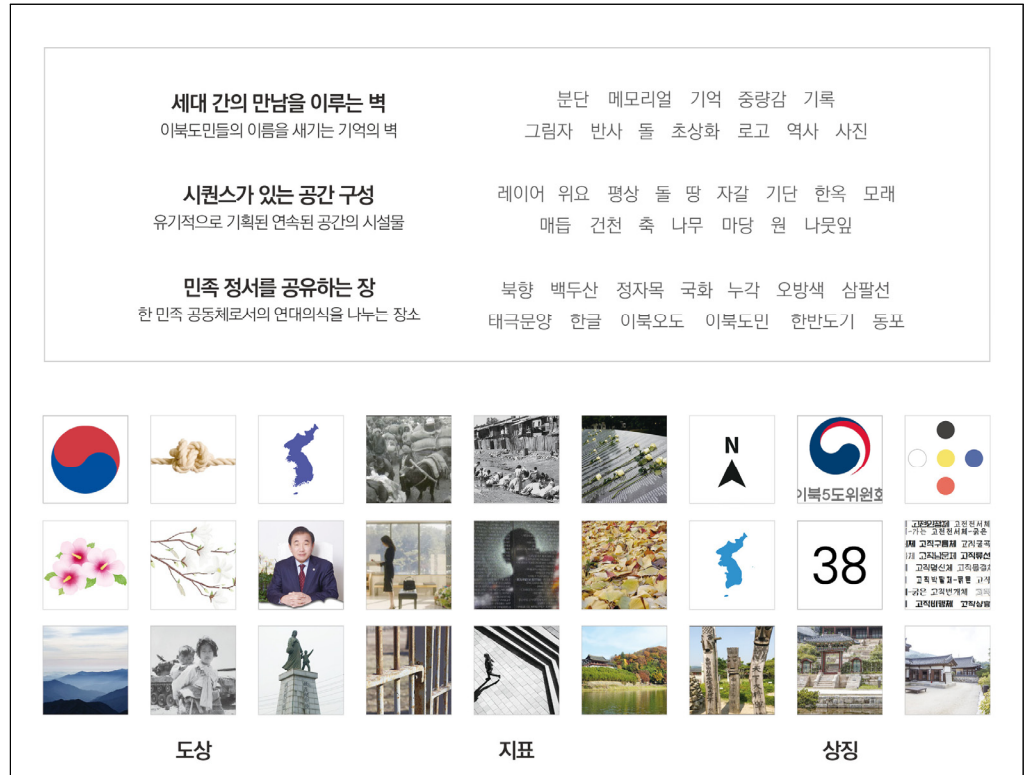 세대 간의 만남을 이루는 벽
이북도민들의 이름을 새기는 기억의 벽
분단 메모리얼 기억 중량감 기록
그림자 반사 돌 초상화 로고 역사 사진
시퀀스가 있는 공간 구성
유기적으로 기획된 연속된 공간의 시설물
레이어 위요 평상 돌 땅 자갈 기단 한옥 모래
매듭 건천 축 나무 마당 원 나뭇잎
민족 정서를 공유하는 장
한 민족 공동체로서의 연대의식을 나누는 장소
북향 백두산 정자목 국화 누각 오방색 삼팔선
태극문양 한글 이북오도 이북도민 한반도기 동포
N
이북5도위원회
38
도상
지표
상징